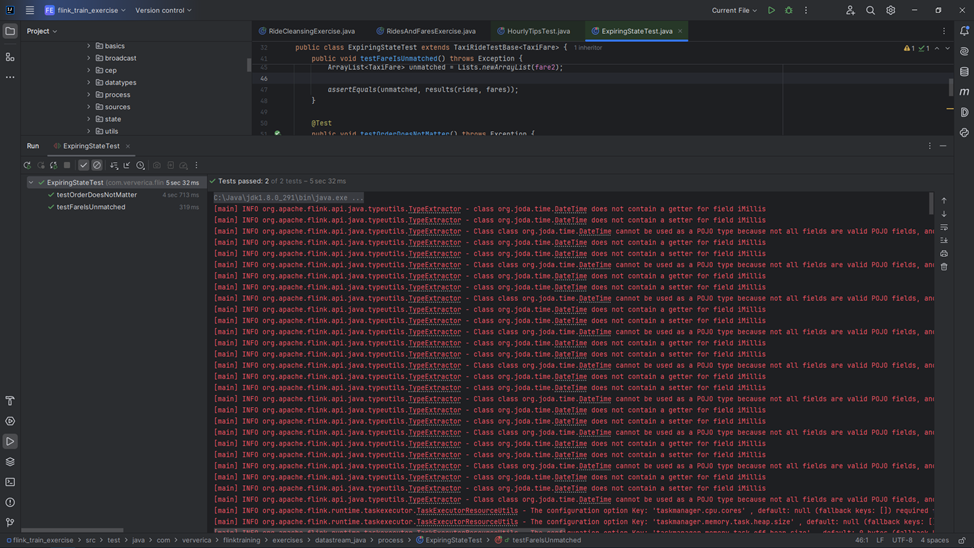 FE flink_train_exercise Version control Current File
Project
basics
broadcast
cep
datatypes
process
sources
state
utils
RideCleansingExercise.java RidesAndFaresExercise.java HourlyTipsTest.java ExpiringStateTest.java
32 public class ExpiringStateTest extends TaxiRideTestBase<TaxiFare> { 1 inheritor
41 public void testFareIsUnmatched() throws Exception {
45 ArrayList<TaxiFare> unmatched = Lists.newArrayList(fare2);
46
47 assertEquals(unmatched, results(rides, fares));
48 }
49
50 @Test
51 public void testOrderDoesNotMatter() throws Exception {
1 1
Run ExpiringStateTest
ExpiringStateTest (com.ververica.flin 5 sec 32 ms
testOrderDoesNotMatter 4 sec 713 ms
testFareIsUnmatched 319 ms
Tests passed: 2 of 2 tests – 5 sec 32 ms
C:\Java\jdk1.8.0_291\bin\java.exe ...
[main] INFO org.apache.flink.api.java.typeutils.TypeExtractor - class org.joda.time.DateTime does not contain a getter for field iMillis
[main] INFO org.apache.flink.api.java.typeutils.TypeExtractor - class org.joda.time.DateTime does not contain a setter for field iMillis
[main] INFO org.apache.flink.api.java.typeutils.TypeExtractor - Class class org.joda.time.DateTime cannot be used as a POJO type because not all fields are valid POJO fields, and
[main] INFO org.apache.flink.api.java.typeutils.TypeExtractor - class org.joda.time.DateTime does not contain a getter for field iMillis
[main] INFO org.apache.flink.api.java.typeutils.TypeExtractor - class org.joda.time.DateTime does not contain a setter for field iMillis
[main] INFO org.apache.flink.api.java.typeutils.TypeExtractor - Class class org.joda.time.DateTime cannot be used as a POJO type because not all fields are valid POJO fields, and
[main] INFO org.apache.flink.api.java.typeutils.TypeExtractor - class org.joda.time.DateTime does not contain a getter for field iMillis
[main] INFO org.apache.flink.api.java.typeutils.TypeExtractor - class org.joda.time.DateTime does not contain a setter for field iMillis
[main] INFO org.apache.flink.api.java.typeutils.TypeExtractor - Class class org.joda.time.DateTime cannot be used as a POJO type because not all fields are valid POJO fields, and
[main] INFO org.apache.flink.api.java.typeutils.TypeExtractor - class org.joda.time.DateTime does not contain a getter for field iMillis
[main] INFO org.apache.flink.api.java.typeutils.TypeExtractor - class org.joda.time.DateTime does not contain a setter for field iMillis
[main] INFO org.apache.flink.api.java.typeutils.TypeExtractor - Class class org.joda.time.DateTime cannot be used as a POJO type because not all fields are valid POJO fields, and
[main] INFO org.apache.flink.api.java.typeutils.TypeExtractor - class org.joda.time.DateTime does not contain a getter for field iMillis
[main] INFO org.apache.flink.api.java.typeutils.TypeExtractor - class org.joda.time.DateTime does not contain a setter for field iMillis
[main] INFO org.apache.flink.api.java.typeutils.TypeExtractor - Class class org.joda.time.DateTime cannot be used as a POJO type because not all fields are valid POJO fields, and
[main] INFO org.apache.flink.api.java.typeutils.TypeExtractor - class org.joda.time.DateTime does not contain a getter for field iMillis
[main] INFO org.apache.flink.api.java.typeutils.TypeExtractor - class org.joda.time.DateTime does not contain a setter for field iMillis
[main] INFO org.apache.flink.api.java.typeutils.TypeExtractor - class org.joda.time.DateTime does not contain a getter for field iMillis
[main] INFO org.apache.flink.api.java.typeutils.TypeExtractor - class org.joda.time.DateTime does not contain a setter for field iMillis
[main] INFO org.apache.flink.api.java.typeutils.TypeExtractor - Class class org.joda.time.DateTime cannot be used as a POJO type because not all fields are valid POJO fields, and
[main] INFO org.apache.flink.api.java.typeutils.TypeExtractor - class org.joda.time.DateTime does not contain a getter for field iMillis
[main] INFO org.apache.flink.api.java.typeutils.TypeExtractor - class org.joda.time.DateTime does not contain a setter for field iMillis
[main] INFO org.apache.flink.api.java.typeutils.TypeExtractor - Class class org.joda.time.DateTime cannot be used as a POJO type because not all fields are valid POJO fields, and
[main] INFO org.apache.flink.api.java.typeutils.TypeExtractor - class org.joda.time.DateTime does not contain a getter for field iMillis
[main] INFO org.apache.flink.api.java.typeutils.TypeExtractor - class org.joda.time.DateTime does not contain a setter for field iMillis
[main] INFO org.apache.flink.api.java.typeutils.TypeExtractor - Class class org.joda.time.DateTime cannot be used as a POJO type because not all fields are valid POJO fields, and
[main] INFO org.apache.flink.runtime.taskexecutor.TaskExecutorResourceUtils - The configuration option Key: 'taskmanager.cpu.cores' , default: null (fallback keys: []) required
[main] INFO org.apache.flink.runtime.taskexecutor.TaskExecutorResourceUtils - The configuration option Key: 'taskmanager.memory.task.heap.size' , default: null (fallback keys: [
flink_train_exercise > src > test > java > com > ververica > flinktraining > exercises > datastream_java > process > ExpiringStateTest > testFareIsUnmatched 46:1 LF UTF-8 4 spaces